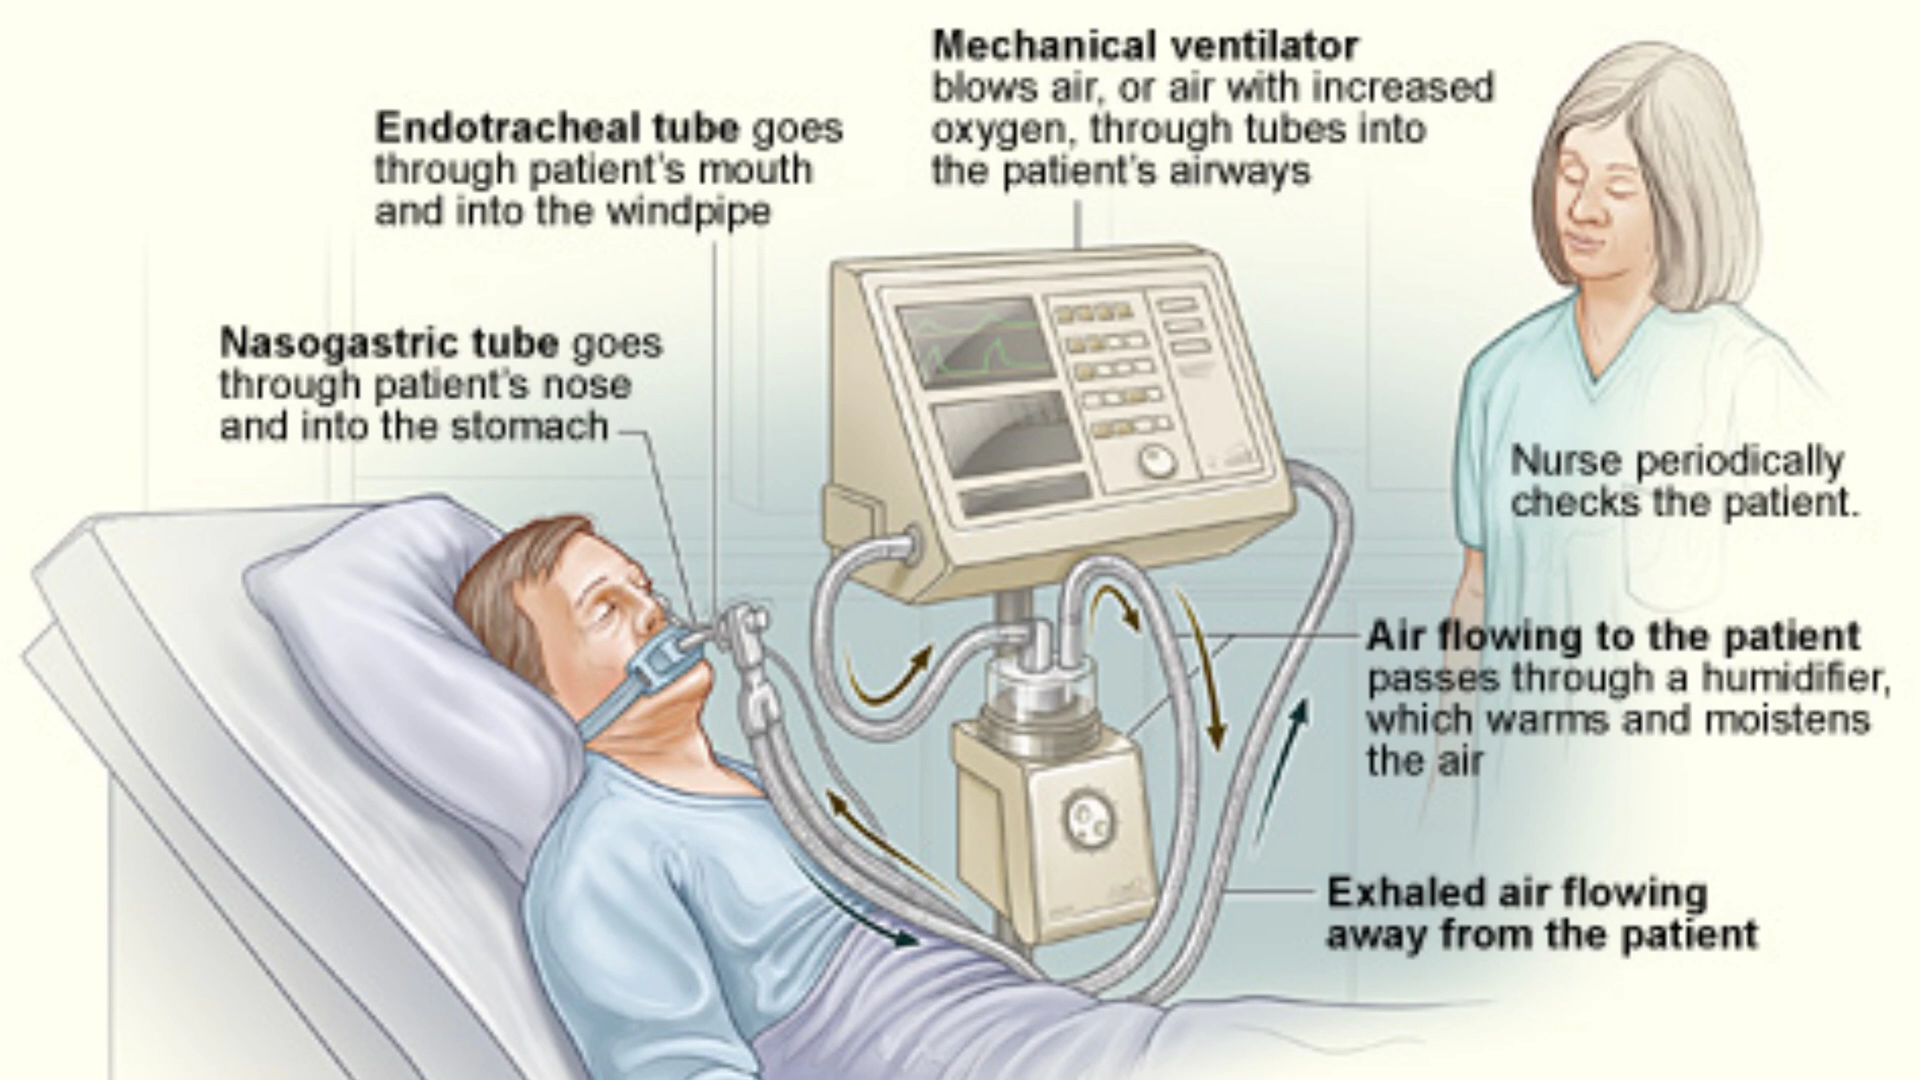 Mechanical ventilator
blows air, or air with increased
oxygen, through tubes into
the patient's airways
Endotracheal tube goes
through patient's mouth
and into the windpipe
Nasogastric tube goes
through patient's nose
and into the stomach
Nurse periodically
checks the patient.
Air flowing to the patient
passes through a humidifier,
which warms and moistens
the air
Exhaled air flowing
away from the patient